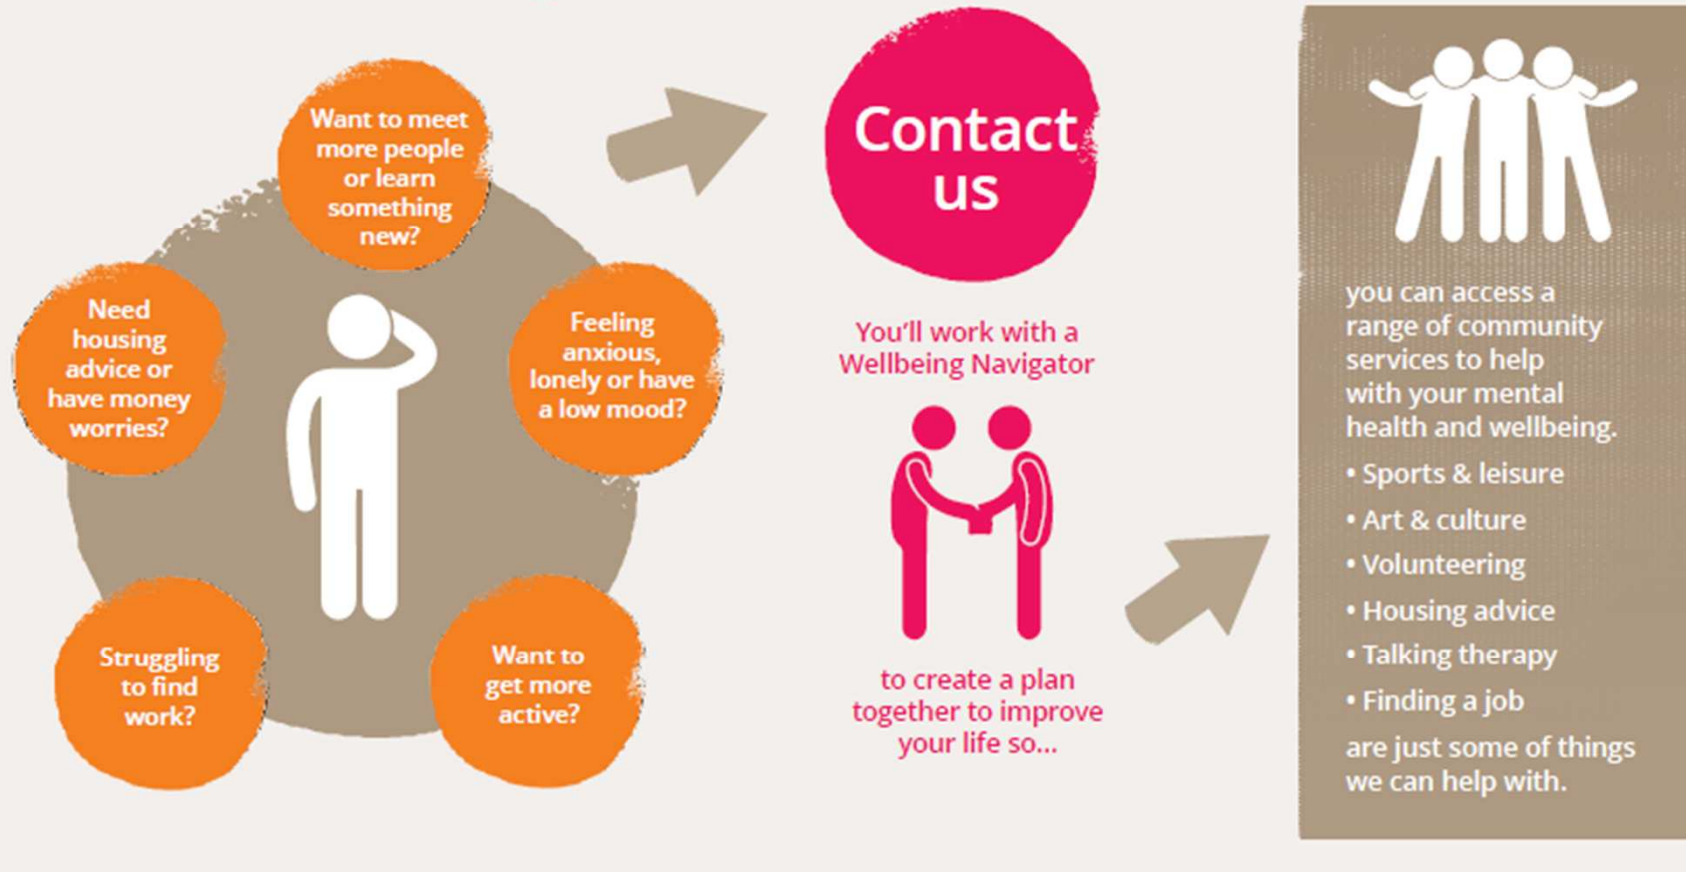 Want to meet
more people
or learn
something
new?
Need
housing
advice or
have money
worries?
Feeling
anxious,
lonely or have
a low mood?
Struggling
to find
work?
Want to
get more
active?
Contact
us
You'll work with a
Wellbeing Navigator
to create a plan
together to improve
your life so...
you can access a
range of community
services to help
with your mental
health and wellbeing.
• Sports & leisure
• Art & culture
• Volunteering
• Housing advice
• Talking therapy
• Finding a job
are just some of things
we can help with.